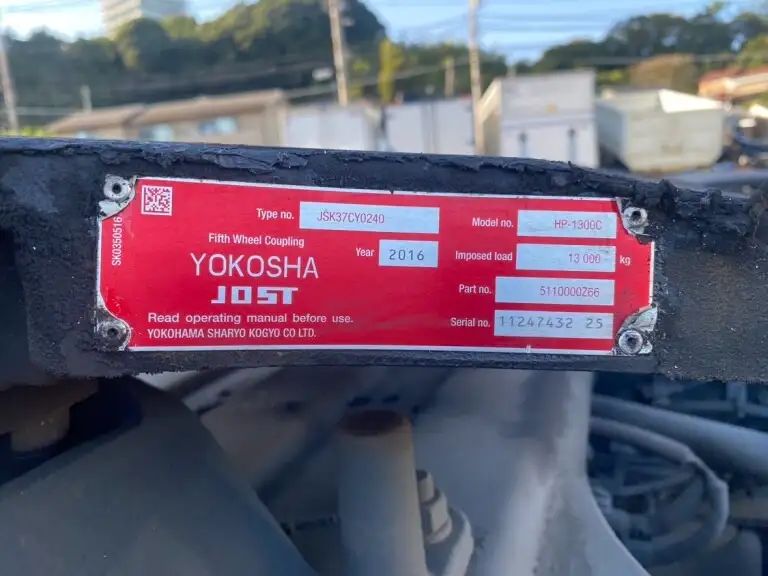 SK0350516
Type no. JSK37CY0240
Model no. HP-1300C
Fifth Wheel Coupling
Year 2016
Imposed load 13 000 kg
YOKOSHA
JOST
Part no. 5110000266
Read operating manual before use.
Serial no. 11247432 25
YOKOHAMA SHARYO KOGYO CO LTD.